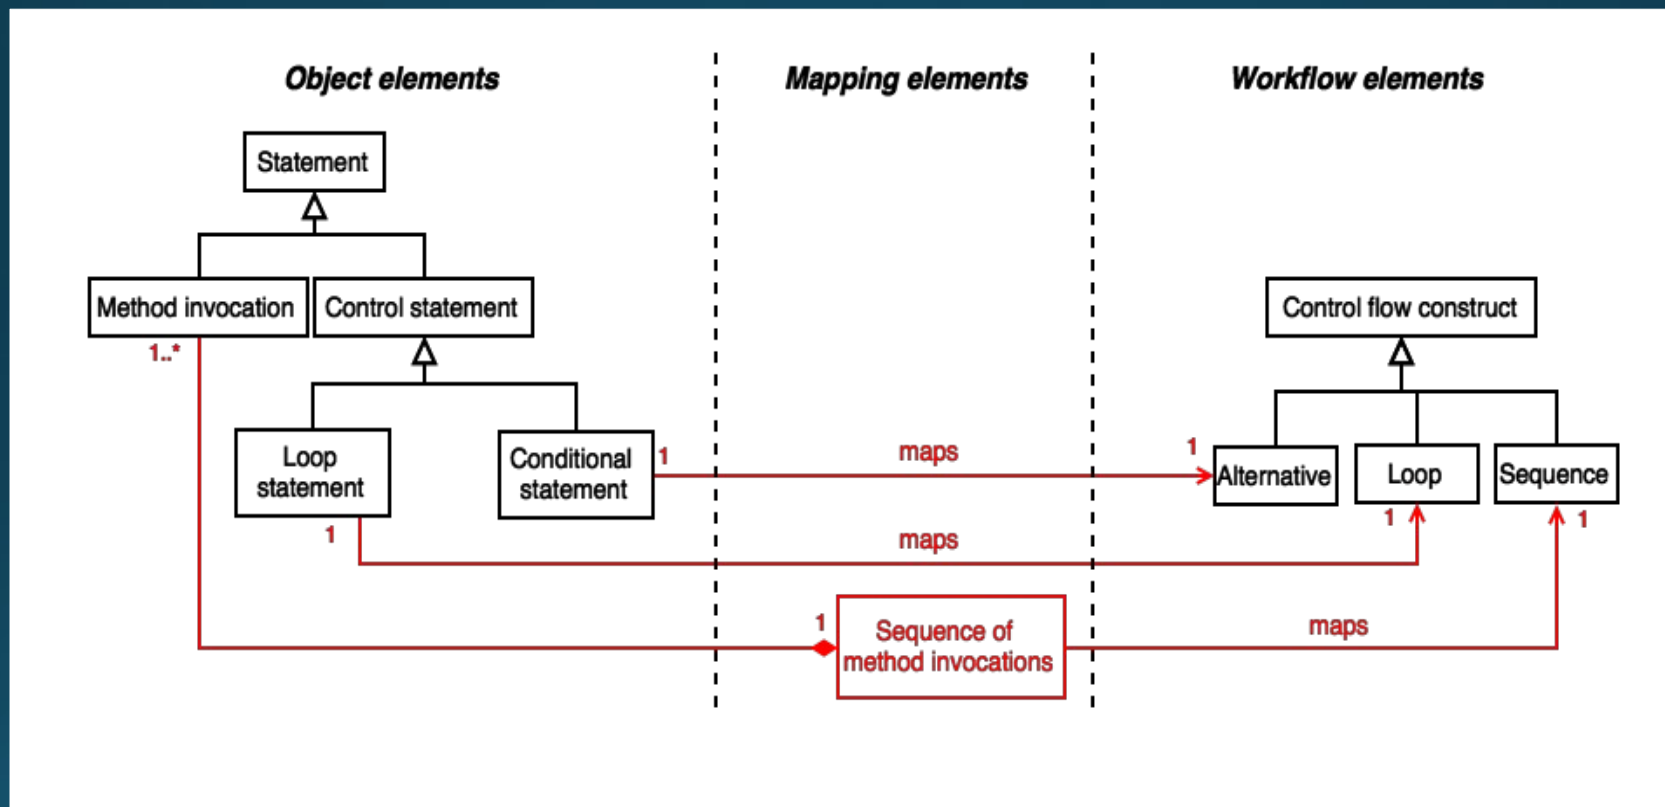 Object elements
Mapping elements
Workflow elements
Statement
Method invocation
Control statement
Control flow construct
1..*
Loop
statement
Conditional
statement
1
maps
1
Alternative
Loop
Sequence
1
maps
1
1
1
Sequence of
method invocations
maps